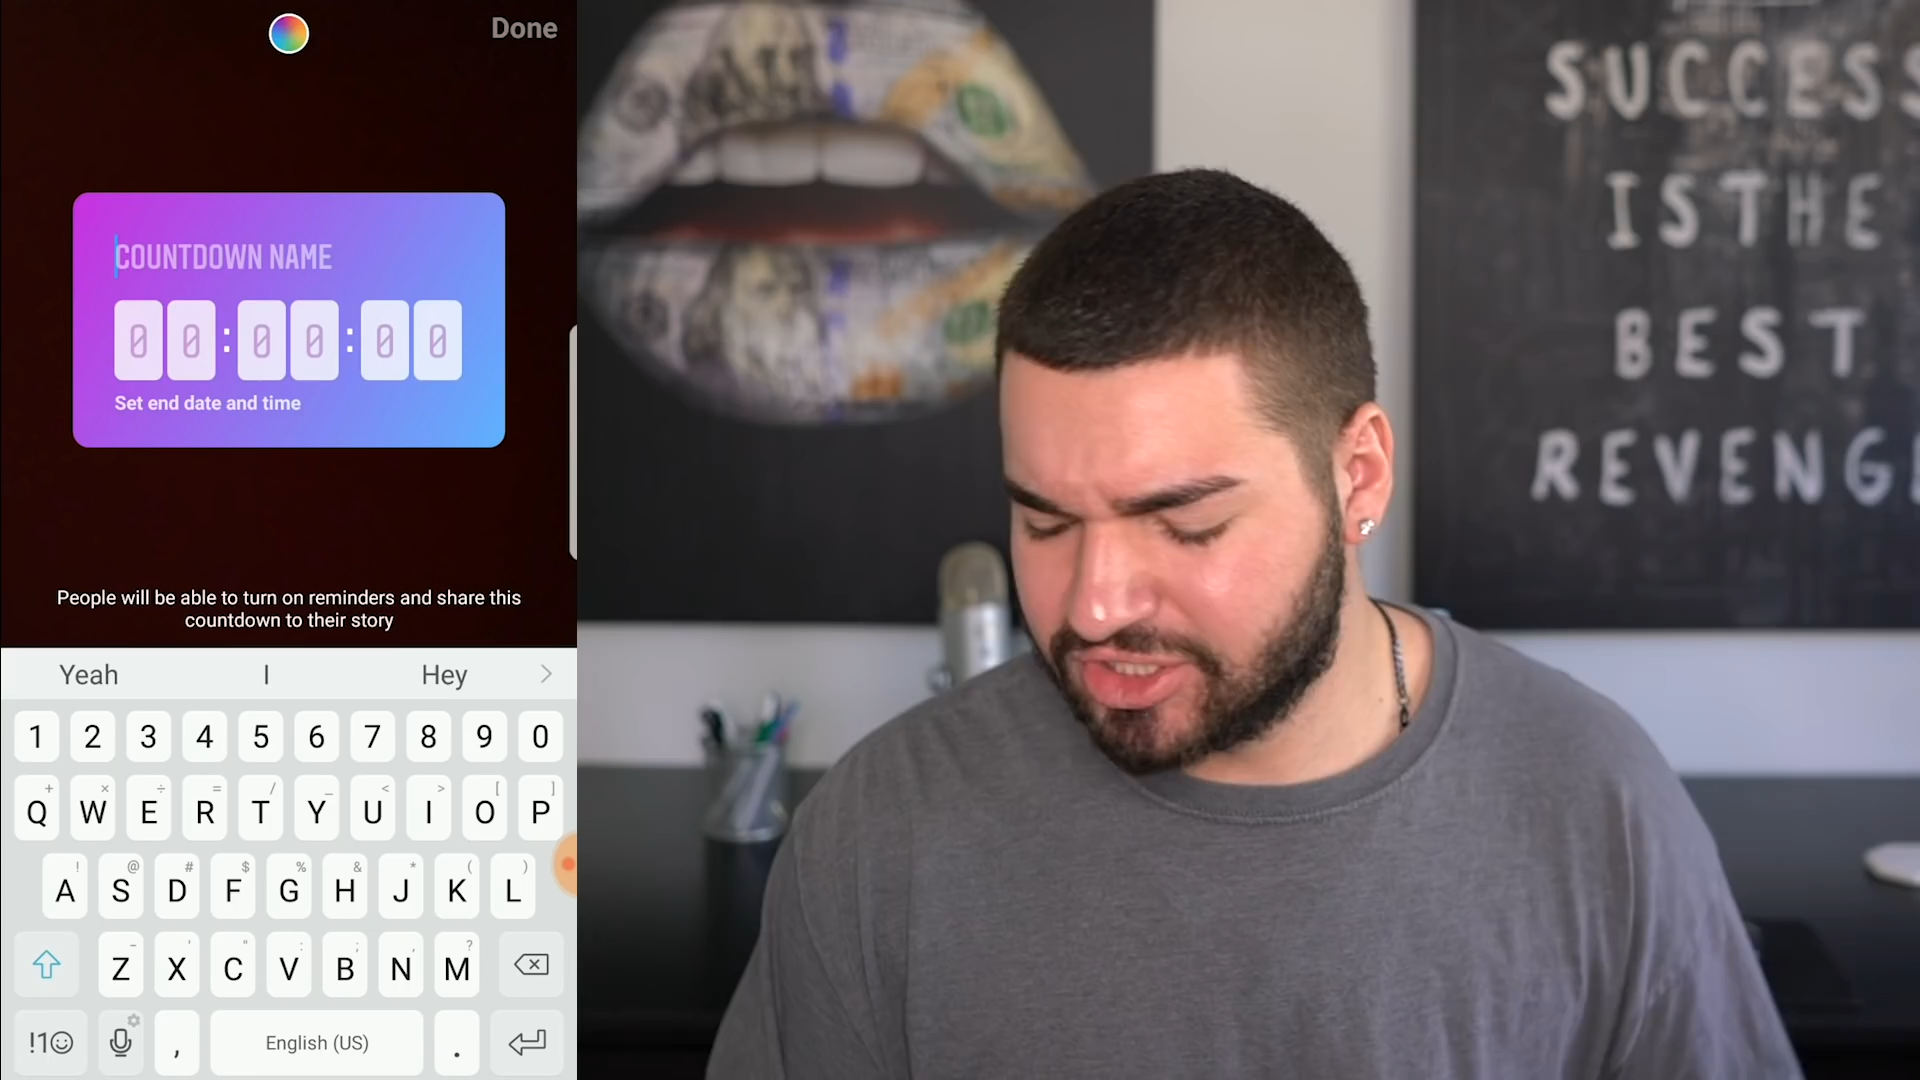 Done
COUNTDOWN NAME
00:00:00
Set end date and time
People will be able to turn on reminders and share this
countdown to their story
Yeah I Hey
1 2 3 4 5 6 7 8 9 0
+ × ÷ = / _ < > [ ]
Q W E R T Y U I O P
! @ # $ % & * ( )
A S D F G H J K L
- ' " : ; , ?
Z X C V B N M
!1☺ , English (US) .
SUCCESS
IS THE
BEST
REVENGE